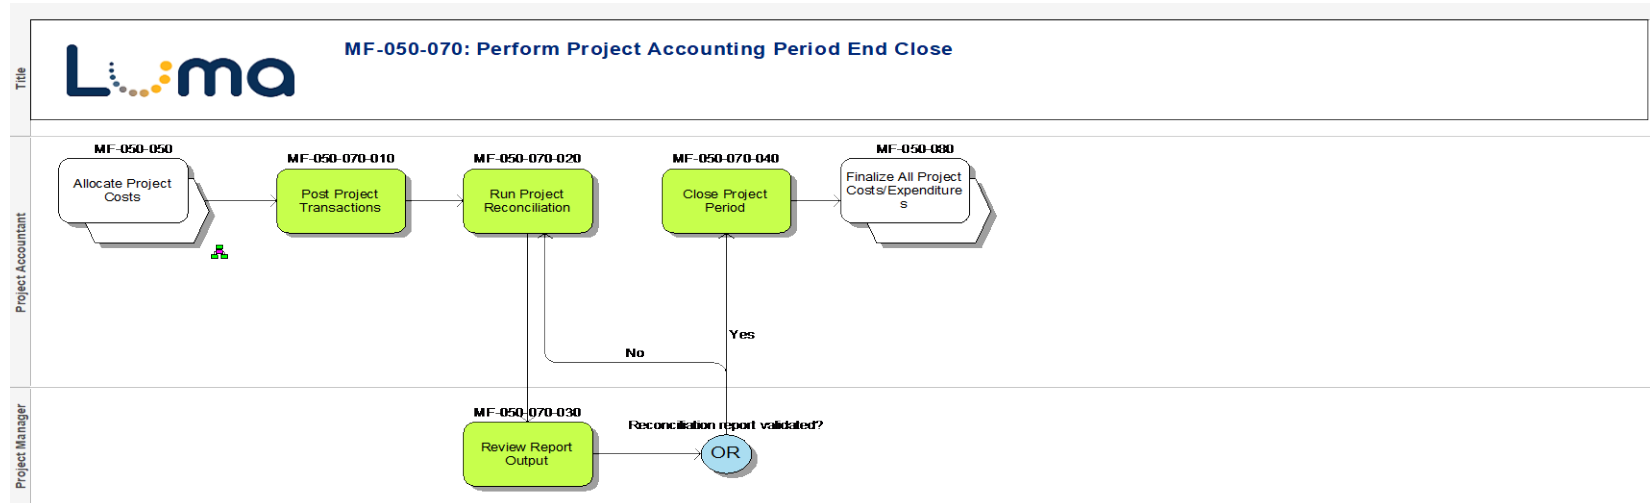 Title
Luma
MF-050-070: Perform Project Accounting Period End Close
Project Accountant
MF-050-050
Allocate Project
Costs
MF-050-070-010
Post Project
Transactions
MF-050-070-020
Run Project
Reconciliation
MF-050-070-040
Close Project
Period
MF-050-080
Finalize All Project
Costs/Expenditure
s
Yes
No
Project Manager
MF-050-070-030
Review Report
Output
Reconciliation report validated?
OR